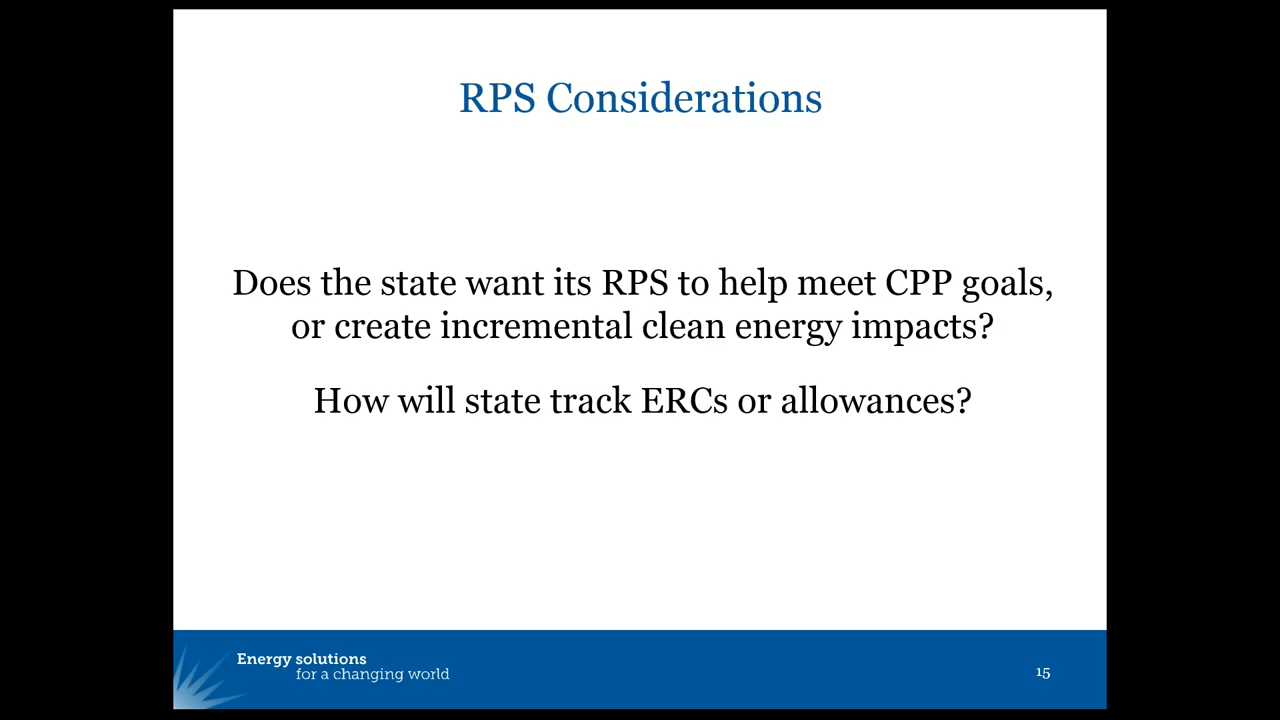 RPS Considerations
Does the state want its RPS to help meet CPP goals,
or create incremental clean energy impacts?
How will state track ERCs or allowances?
Energy solutions
for a changing world
15